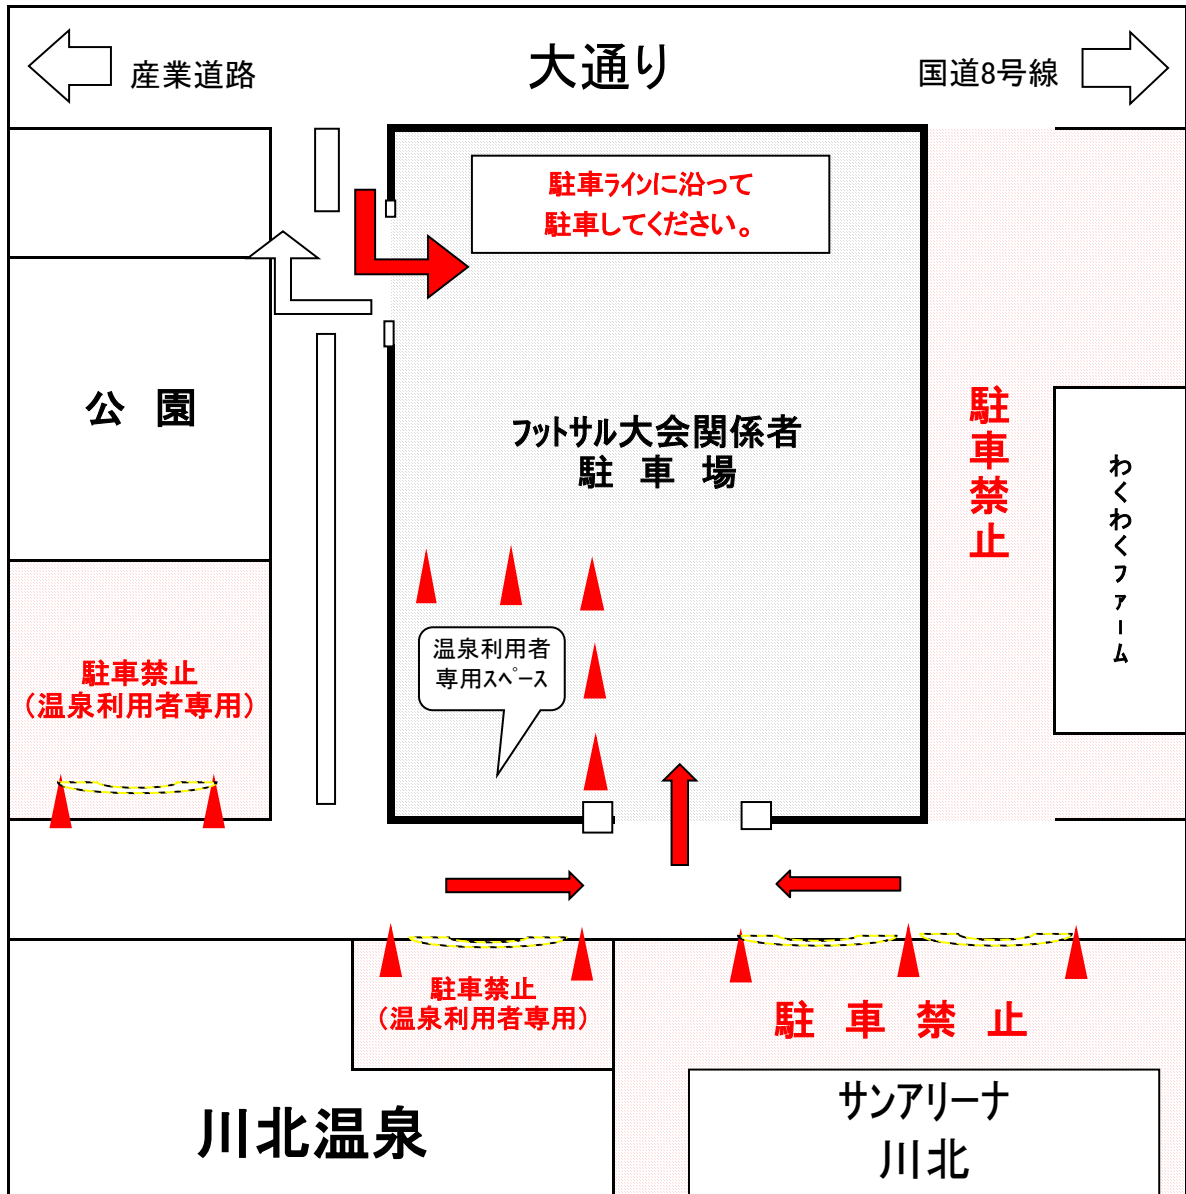 産業道路
大通り
国道8号線
駐車ﾗｲﾝに沿って
駐車してください。
公　園
ﾌｯﾄｻﾙ大会関係者
駐　車　場
駐車禁止
わくわくﾌｧｰﾑ
温泉利用者
専用ｽﾍﾟｰｽ
駐車禁止
（温泉利用者専用）
駐車禁止
（温泉利用者専用）
駐　車　禁　止
川北温泉
サンアリーナ
川北